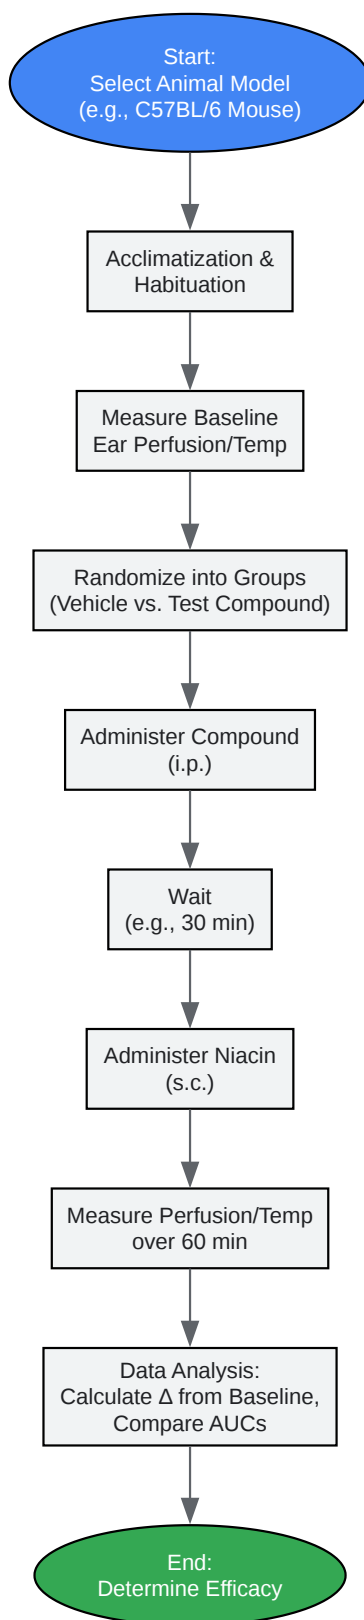 Start:
Select Animal Model
(e.g., C57BL/6 Mouse)
Acclimatization &
Habituation
Measure Baseline
Ear Perfusion/Temp
Randomize into Groups
(Vehicle vs. Test Compound)
Administer Compound
(i.p.)
Wait
(e.g., 30 min)
Administer Niacin
(s.c.)
Measure Perfusion/Temp
over 60 min
Data Analysis:
Calculate Δ from Baseline,
Compare AUCs
End:
Determine Efficacy